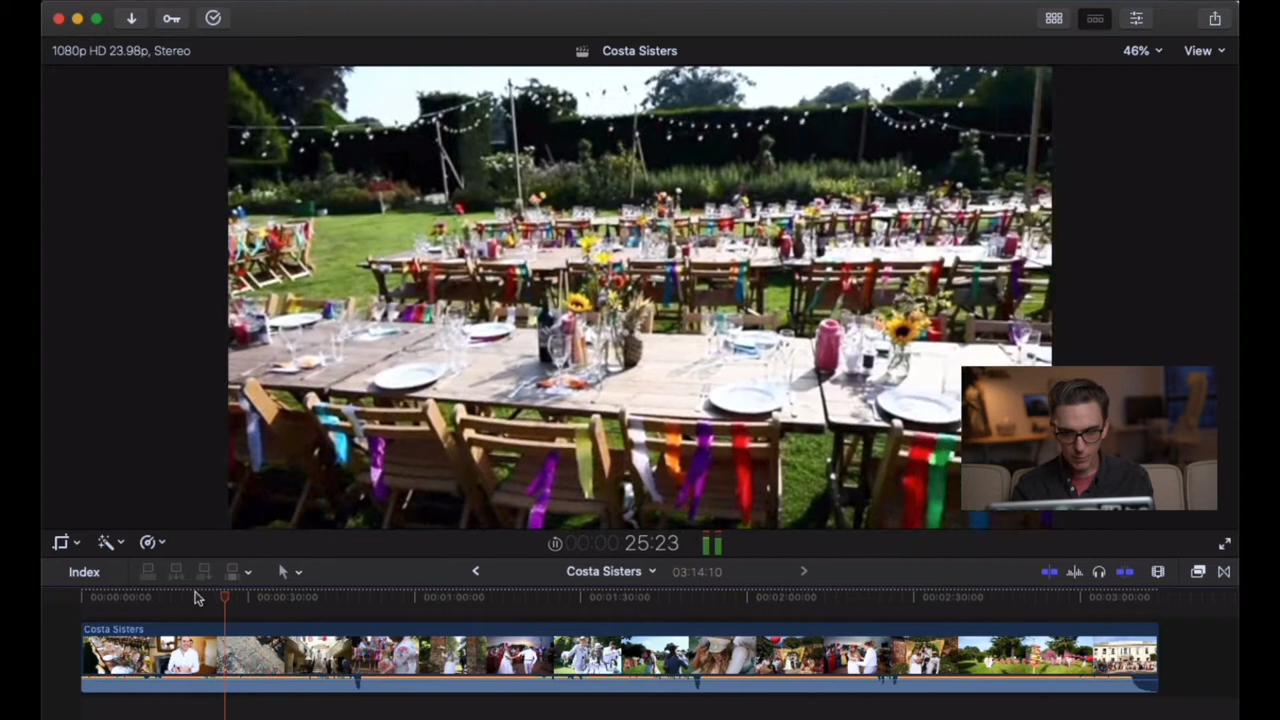 1080p HD 23.98p, Stereo
Costa Sisters
46%
View
00:00 25:23
Index
Costa Sisters
03:14:10
00:00:00:00
00:00:30:00
00:01:00:00
00:01:30:00
00:02:00:00
00:02:30:00
00:03:00:00
Costa Sisters